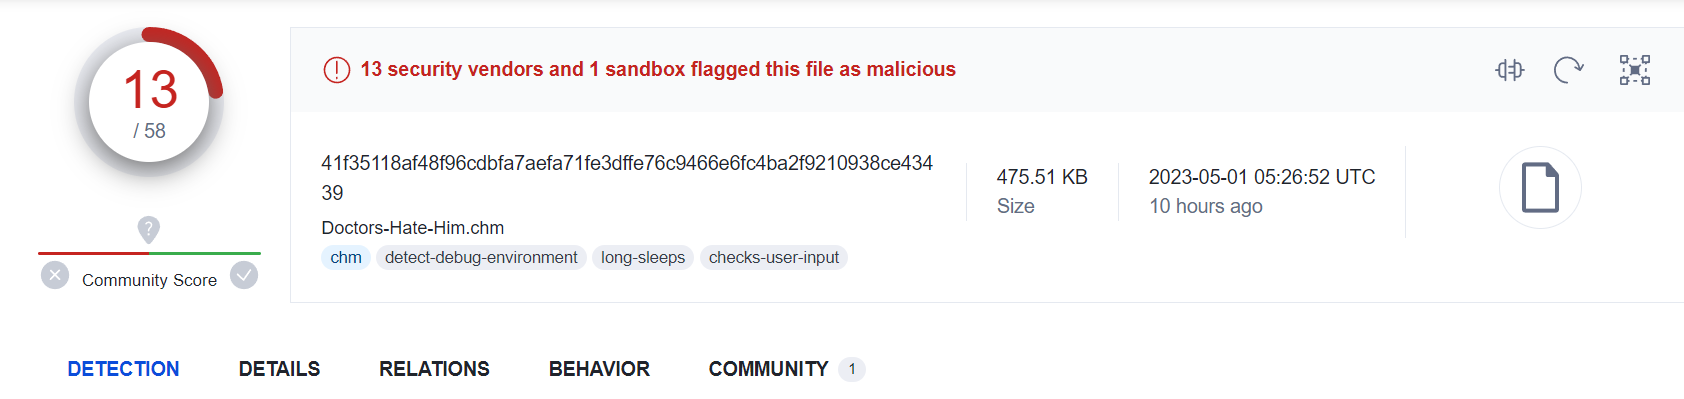 13
/ 58
?
Community Score
13 security vendors and 1 sandbox flagged this file as malicious
41f35118af48f96cdbfa7aefa71fe3dffe76c9466e6fc4ba2f9210938ce434
39
Doctors-Hate-Him.chm
chm detect-debug-environment long-sleeps checks-user-input
475.51 KB
Size
2023-05-01 05:26:52 UTC
10 hours ago
DETECTION DETAILS RELATIONS BEHAVIOR COMMUNITY 1